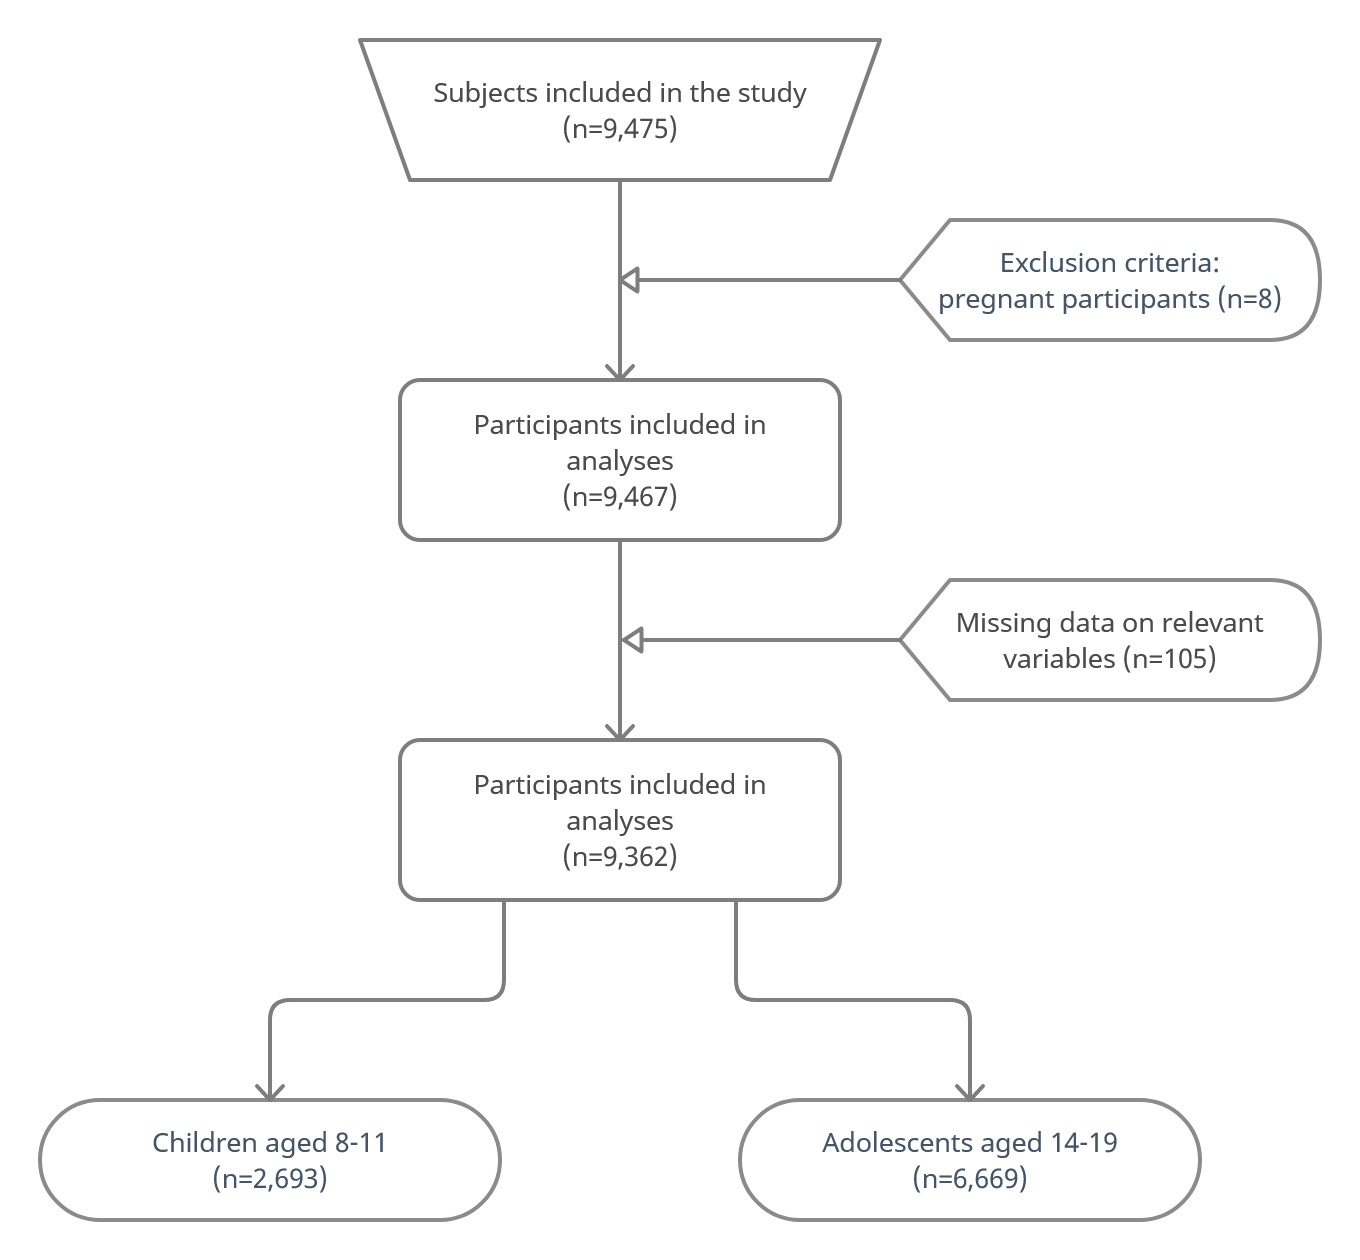 Subjects included in the study
(n=9,475)
Exclusion criteria:
pregnant participants (n=8)
Participants included in
analyses
(n=9,467)
Missing data on relevant
variables (n=105)
Participants included in
analyses
(n=9,362)
Children aged 8-11
(n=2,693)
Adolescents aged 14-19
(n=6,669)